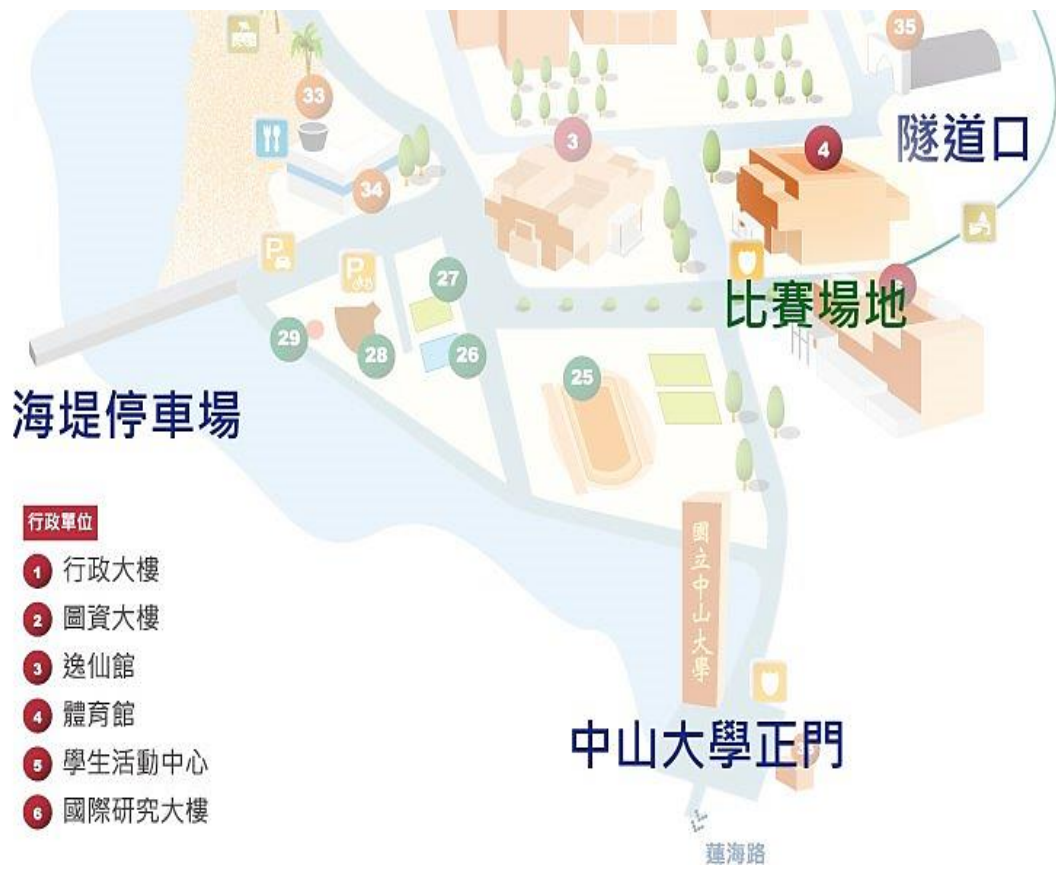 35
33
3
4
隧道口
34
P
P
27
比賽場地
29
28
26
25
海堤停車場
行政單位
1 行政大樓
2 圖資大樓
3 逸仙館
4 體育館
5 學生活動中心
6 國際研究大樓
國立中山大學
中山大學正門
蓮海路